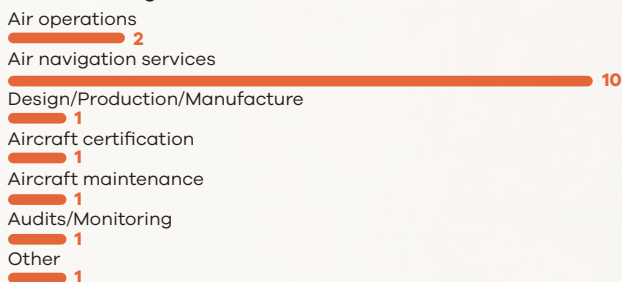 Air operations
2
Air navigation services
10
Design/Production/Manufacture
1
Aircraft certification
1
Aircraft maintenance
1
Audits/Monitoring
1
Other
1